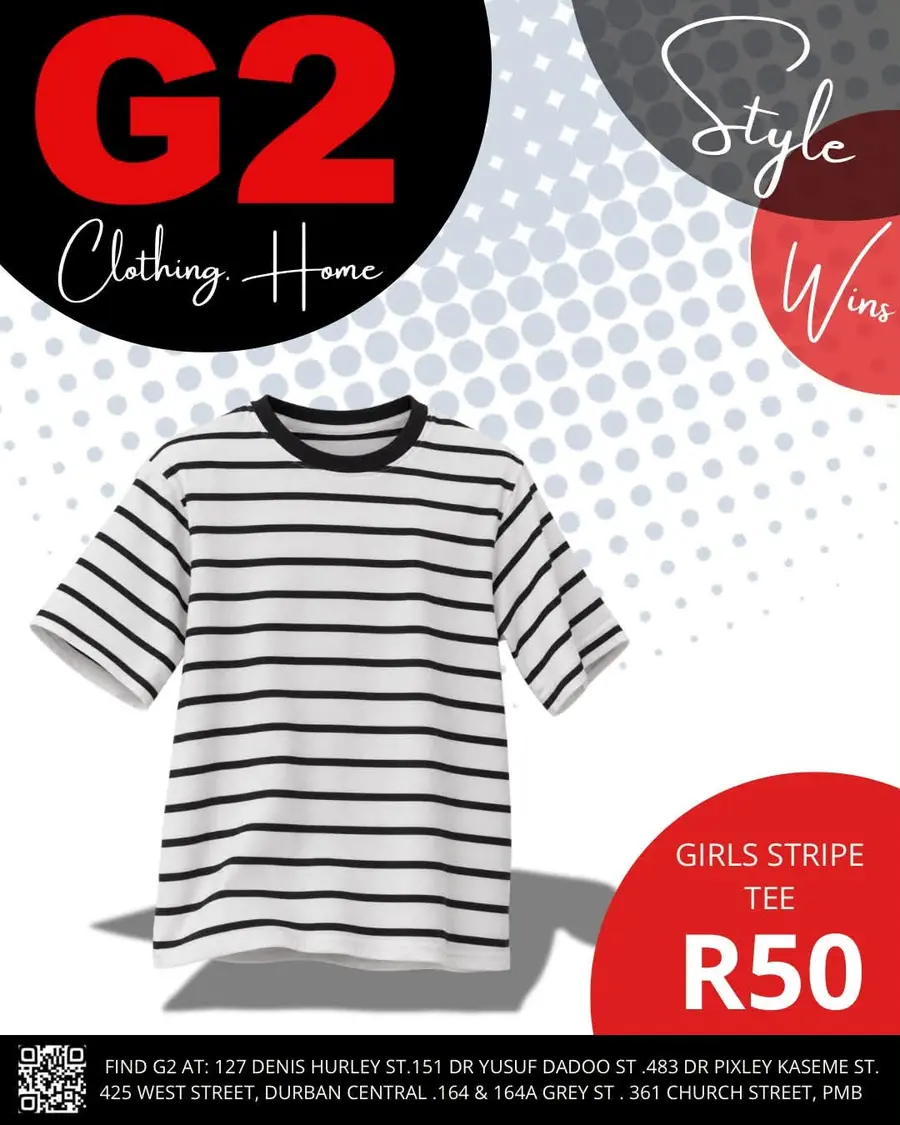 G2
Clothing. Home
Style
Wins
GIRLS STRIPE
TEE
R50
FIND G2 AT: 127 DENIS HURLEY ST.151 DR YUSUF DADOO ST .483 DR PIXLEY KASEME ST.
425 WEST STREET, DURBAN CENTRAL .164 & 164A GREY ST . 361 CHURCH STREET, PMB